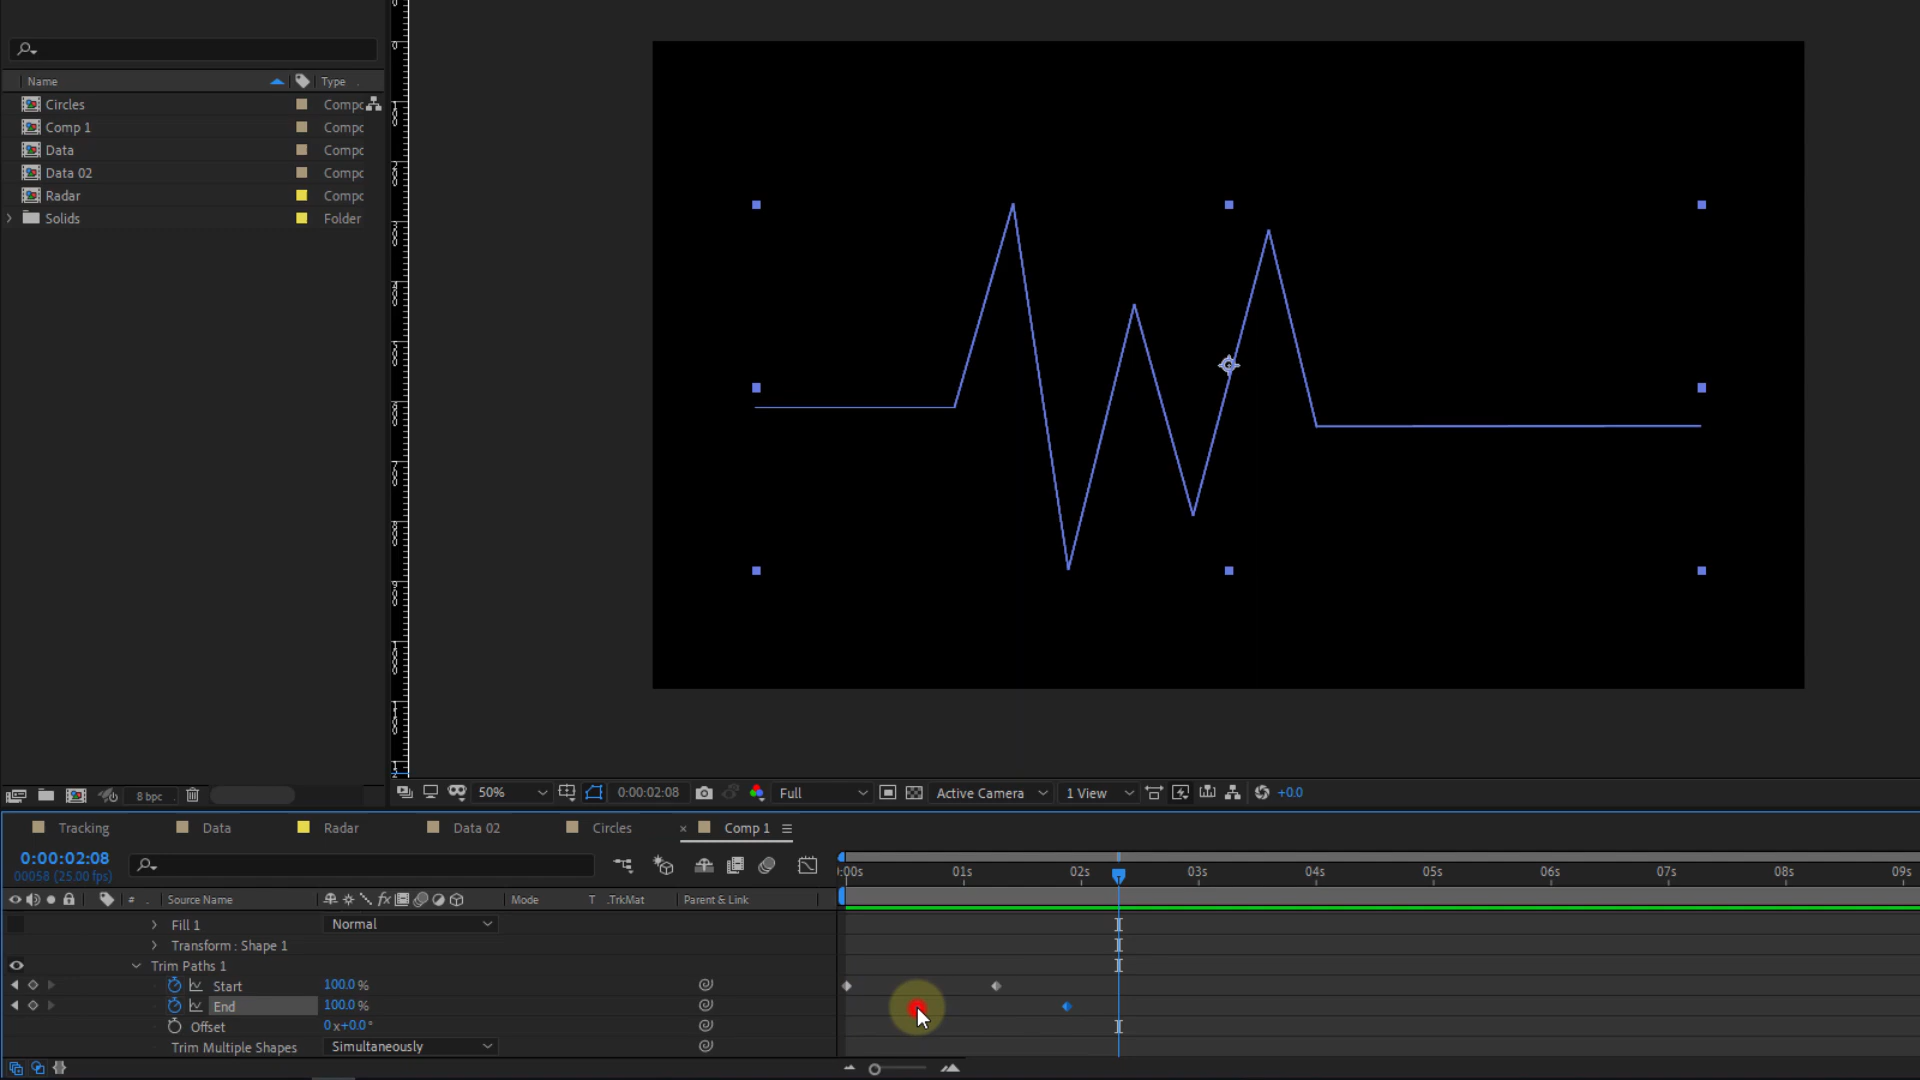 Name Type
Circles Compc
Comp 1 Compc
Data Compc
Data 02 Compc
Radar Compc
Solids Folder
8 bpc
50% 0:00:02:08 Full Active Camera 1 View +0.0
Tracking Data Radar Data 02 Circles × Comp 1
0:00:02:08
00058 (25.00 fps)
:00s 01s 02s 03s 04s 05s 06s 07s 08s 09s
# Source Name fx Mode T .TrkMat Parent & Link
Fill 1 Normal
Transform : Shape 1
Trim Paths 1
Start 100.0 %
End 100.0 %
Offset 0 x+0.0 °
Trim Multiple Shapes Simultaneously